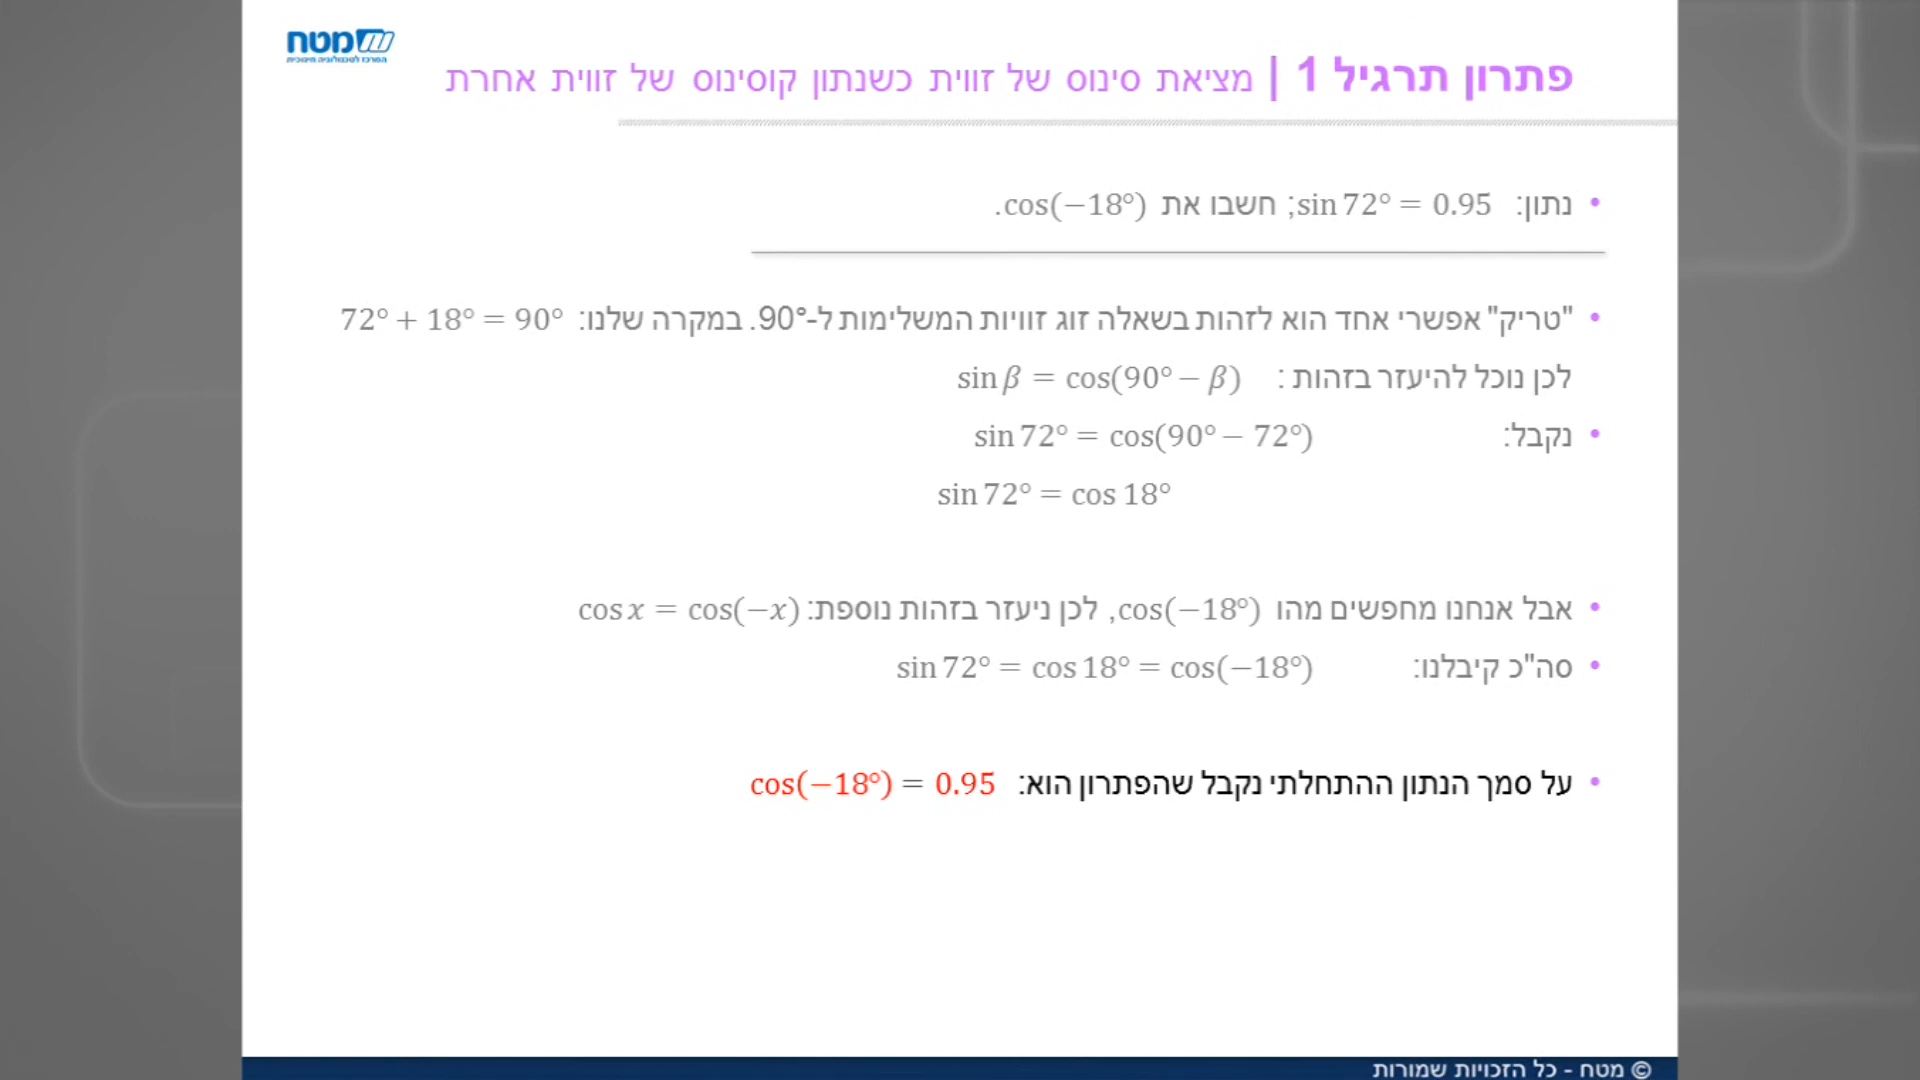 מטח
המרכז לטכנולוגיה חינוכית
פתרון תרגיל 1 | מציאת סינוס של זווית כשנתון קוסינוס של זווית אחרת
• נתון: sin 72° = 0.95; חשבו את cos(−18°).
• "טריק" אפשרי אחד הוא לזהות בשאלה זוג זוויות המשלימות ל-90°. במקרה שלנו: 72° + 18° = 90°
לכן נוכל להיעזר בזהות : sin β = cos(90° − β)
• נקבל: sin 72° = cos(90° − 72°)
sin 72° = cos 18°
• אבל אנחנו מחפשים מהו cos(−18°), לכן ניעזר בזהות נוספת: cos x = cos(−x)
• סה"כ קיבלנו: sin 72° = cos 18° = cos(−18°)
• על סמך הנתון ההתחלתי נקבל שהפתרון הוא: cos(−18°) = 0.95
© מטח - כל הזכויות שמורות